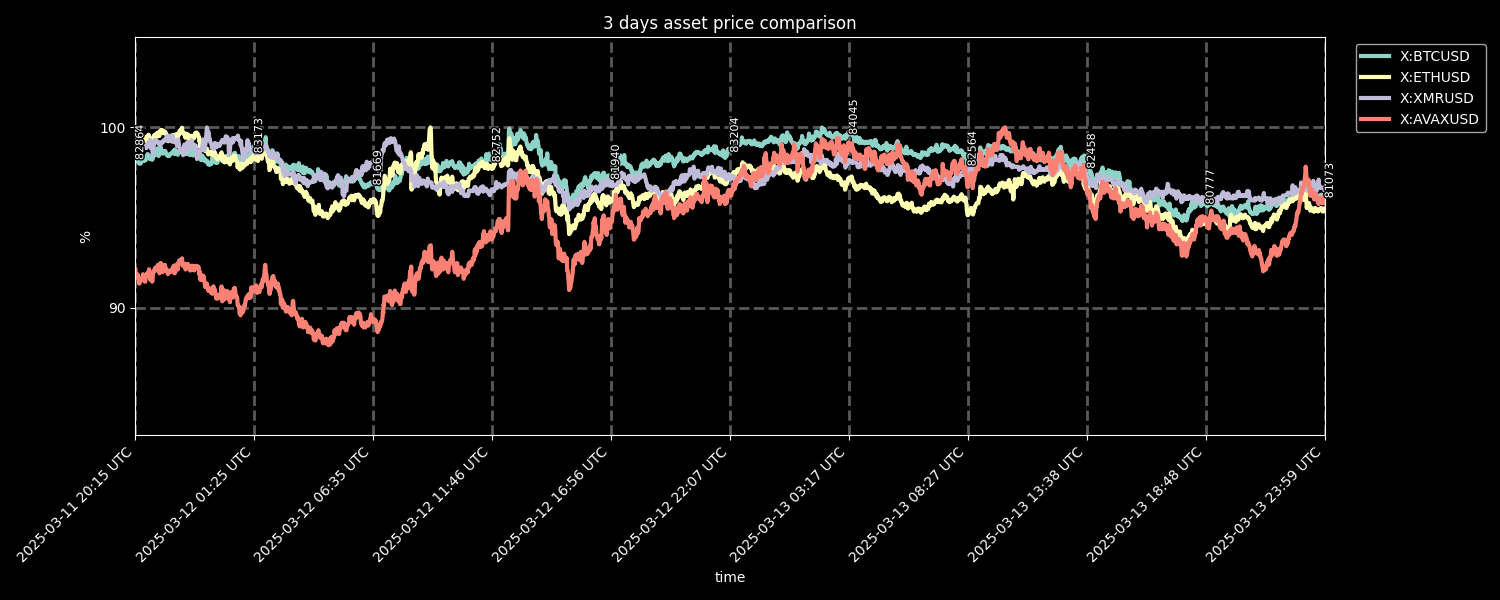 3 days asset price comparison
X:BTCUSD
X:ETHUSD
X:XMRUSD
X:AVAXUSD
100
90
%
82864
83173
81669
82752
83204
84045
82564
82458
80777
81073
2025-03-11 20:15 UTC
2025-03-12 01:25 UTC
2025-03-12 06:35 UTC
2025-03-12 11:46 UTC
2025-03-12 16:56 UTC
2025-03-12 22:07 UTC
2025-03-13 03:17 UTC
2025-03-13 08:27 UTC
2025-03-13 13:38 UTC
2025-03-13 18:48 UTC
2025-03-13 23:59 UTC
time